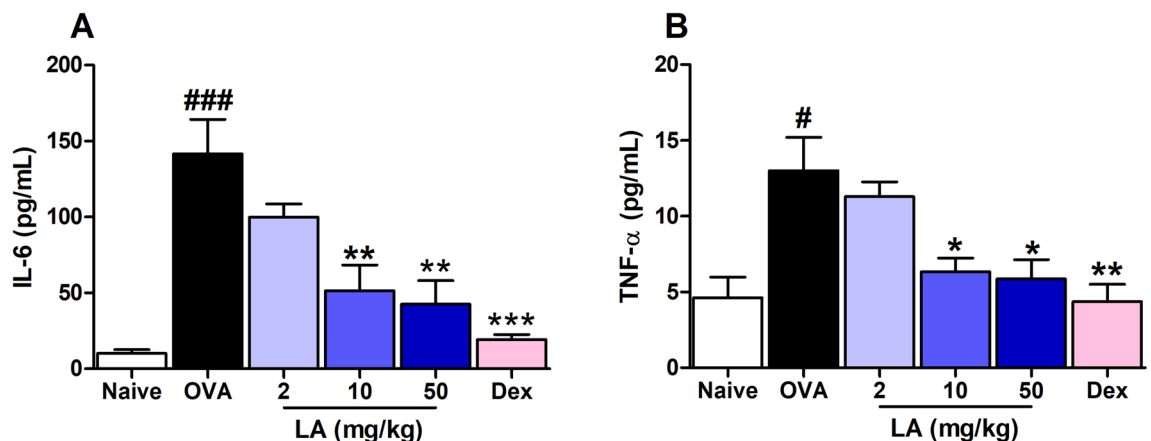 A
IL-6 (pg/mL)
200
150
100
50
0
###
**
**
***
Naive OVA 2 10 50 Dex
LA (mg/kg)
B
TNF-α (pg/mL)
20
15
10
5
0
#
*
*
**
Naive OVA 2 10 50 Dex
LA (mg/kg)